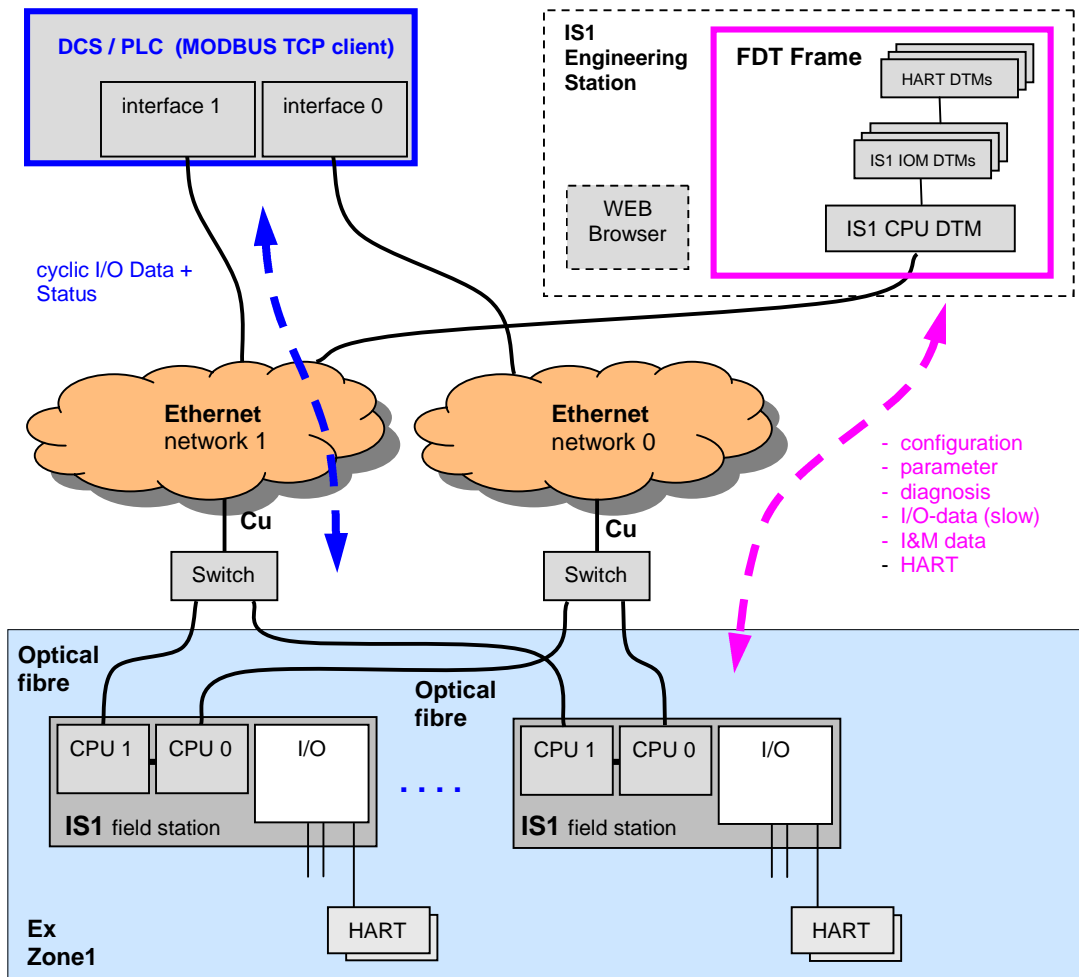 DCS / PLC (MODBUS TCP client)
interface 1
interface 0
IS1
Engineering
Station
FDT Frame
HART DTMs
IS1 IOM DTMs
IS1 CPU DTM
WEB
Browser
cyclic I/O Data +
Status
Ethernet
network 1
Ethernet
network 0
- configuration
- parameter
- diagnosis
- I/O-data (slow)
- I&M data
- HART
Cu
Cu
Switch
Switch
Optical
fibre
Optical
fibre
CPU 1
CPU 0
I/O
IS1 field station
. . . .
CPU 1
CPU 0
I/O
IS1 field station
HART
HART
Ex
Zone1